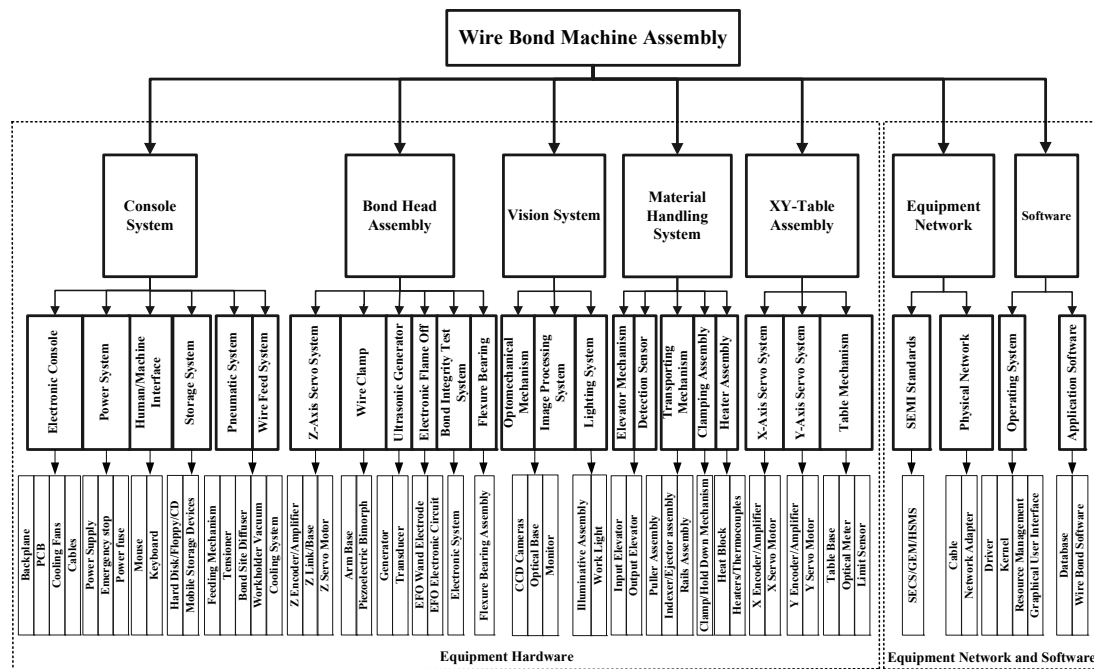 Wire Bond Machine Assembly
Console
System
Bond Head
Assembly
Vision System
Material
Handling
System
XY-Table
Assembly
Equipment
Network
Software
Electronic Console
Power System
Human/Machine
Interface
Storage System
Pneumatic System
Wire Feed System
Z-Axis Servo System
Wire Clamp
Ultrasonic Generator
Electronic Flame Off
Bond Integrity Test
System
Flexure Bearing
Optomechanical
Mechanism
Image Processing
System
Lighting System
Elevator Mechanism
Detection Sensor
Transporting
Mechanism
Clamping Assembly
Heater Assembly
X-Axis Servo System
Y-Axis Servo System
Table Mechanism
SEMI Standards
Physical Network
Operating System
Application Software
Backplane
PCB
Cooling Fans
Cables
Power Supply
Emergency stop
Power fuse
Mouse
Keyboard
Hard Disk/Floppy/CD
Mobile Storage Devices
Feeding Mechanism
Tensioner
Bond Site Diffuser
Workholder Vacuum
Cooling System
Z Encoder/Amplifier
Z Link/Base
Z Servo Motor
Arm Base
Piezoelectric Bimorph
Generator
Transducer
EFO Wand Electrode
EFO Electronic Circuit
Electronic System
Flexure Bearing Assembly
CCD Cameras
Optical Base
Monitor
Illuminative Assembly
Work Light
Input Elevator
Output Elevator
Puller Assembly
Indexer/Ejector assembly
Rails Assembly
Clamp/Hold Down Mechanism
Heat Block
Heaters/Thermocouples
X Encoder/Amplifier
X Servo Motor
Y Encoder/Amplifier
Y Servo Motor
Table Base
Optical Meter
Limit Sensor
SECS/GEM/HSMS
Cable
Network Adapter
Driver
Kernel
Resource Management
Graphical User Interface
Database
Wire Bond Software
Equipment Hardware
Equipment Network and Software